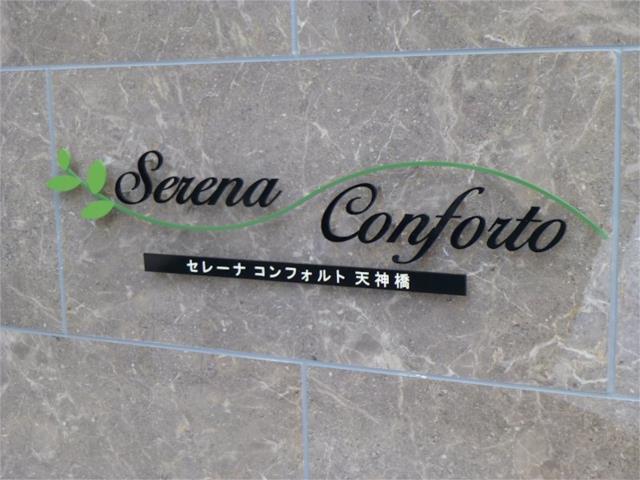 Serena
Conforto
セレーナ コンフォルト 天神橋